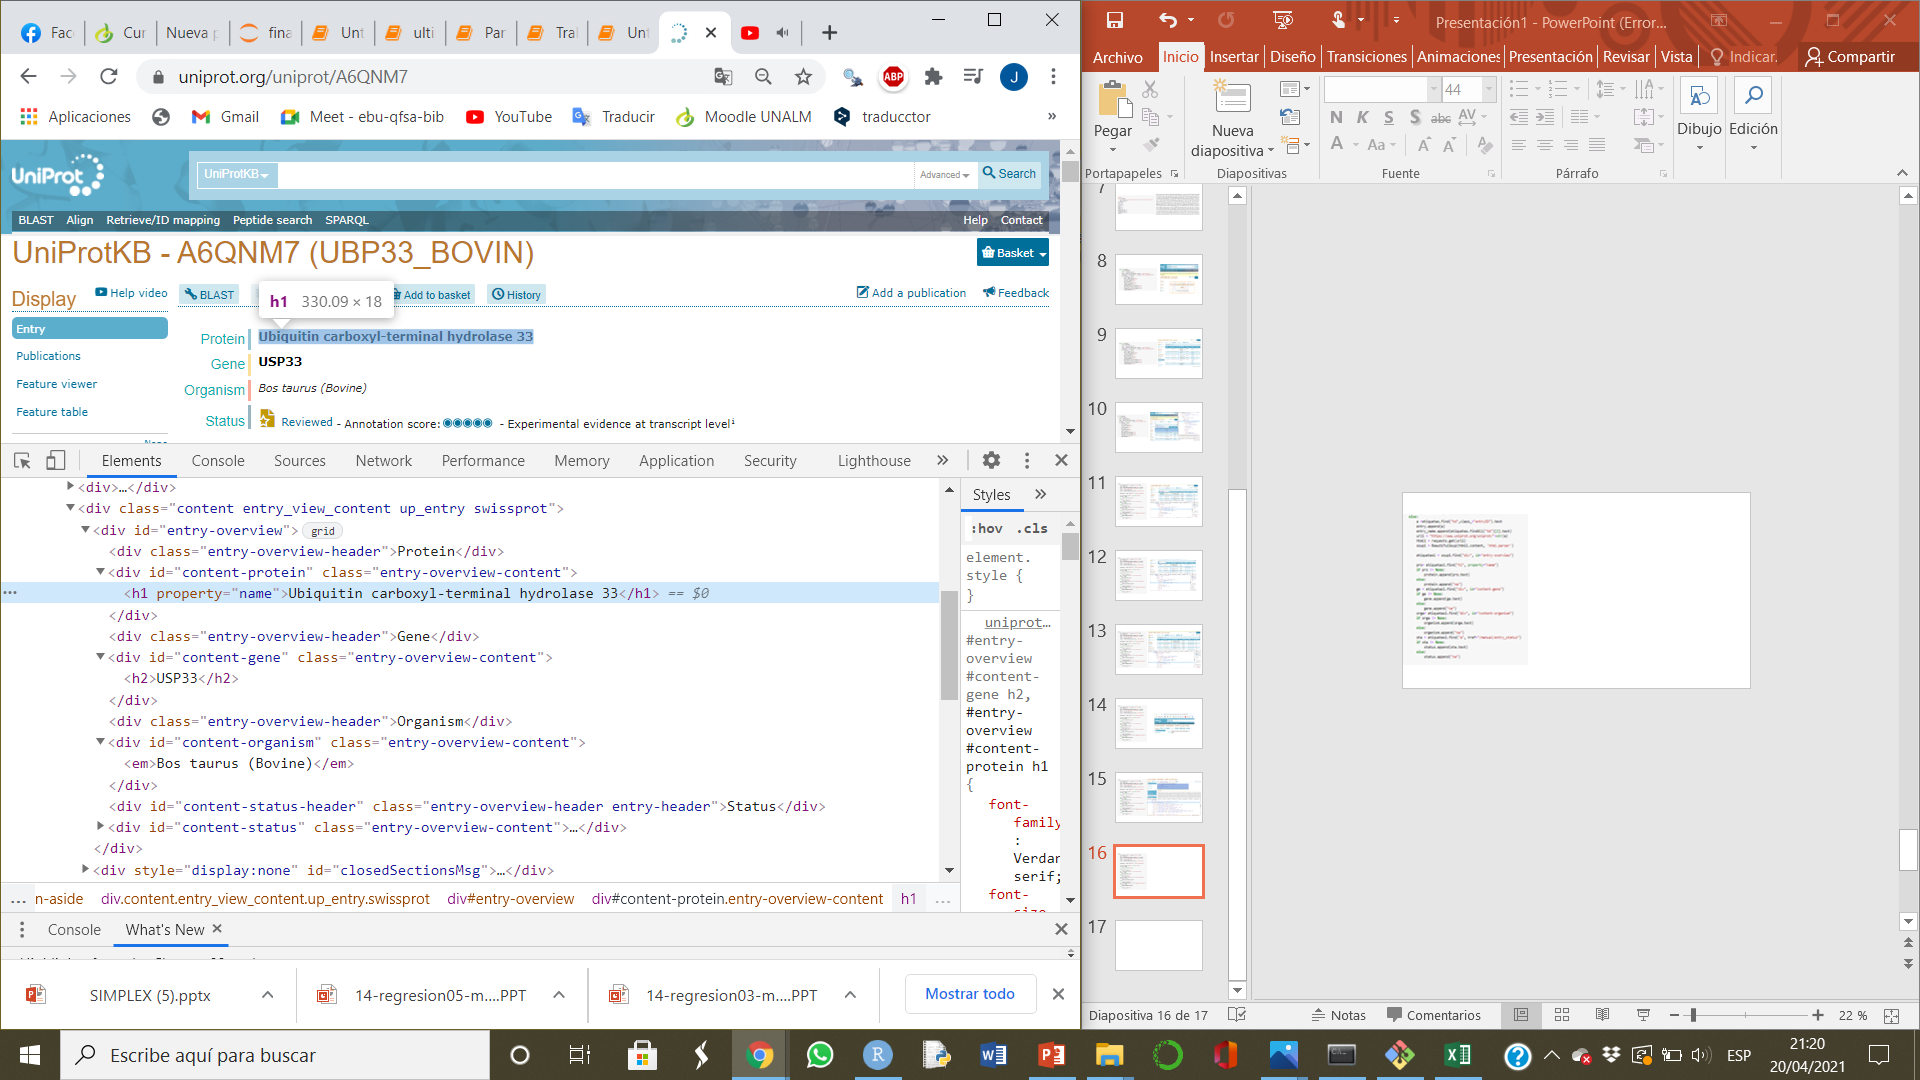 Fac
Cur
Nueva p
fina
Unt
ulti
Par
Tral
Unt
uniprot.org/uniprot/A6QNM7
ABP
J
Aplicaciones
Gmail
Meet - ebu-qfsa-bib
YouTube
Traducir
Moodle UNALM
traducctor
»
UniProt
UniProtKB
Advanced
Search
BLAST Align Retrieve/ID mapping Peptide search SPARQL
Help Contact
UniProtKB - A6QNM7 (UBP33_BOVIN)
Basket
Display
Help video
BLAST
Add to basket
History
Add a publication
Feedback
h1 330.09 × 18
Entry
Publications
Feature viewer
Feature table
None
Protein Ubiquitin carboxyl-terminal hydrolase 33
Gene USP33
Organism Bos taurus (Bovine)
Status Reviewed - Annotation score: - Experimental evidence at transcript levelⁱ
Elements Console Sources Network Performance Memory Application Security Lighthouse »
<div>…</div>
<div class="content entry_view_content up_entry swissprot">
<div id="entry-overview"> grid
<div class="entry-overview-header">Protein</div>
<div id="content-protein" class="entry-overview-content">
<h1 property="name">Ubiquitin carboxyl-terminal hydrolase 33</h1> == $0
</div>
<div class="entry-overview-header">Gene</div>
<div id="content-gene" class="entry-overview-content">
<h2>USP33</h2>
</div>
<div class="entry-overview-header">Organism</div>
<div id="content-organism" class="entry-overview-content">
<em>Bos taurus (Bovine)</em>
</div>
<div id="content-status-header" class="entry-overview-header entry-header">Status</div>
<div id="content-status" class="entry-overview-content">…</div>
</div>
<div style="display:none" id="closedSectionsMsg">…</div>
Styles »
:hov .cls
element.
style {
}
uniprot…
#entry-
overview
#content-
gene h2,
#entry-
overview
#content-
protein h1
{
font-
family
:
Verdan
serif;
font-
size
... n-aside div.content.entry_view_content.up_entry.swissprot div#entry-overview div#content-protein.entry-overview-content h1 ...
Console What's New
SIMPLEX (5).pptx
14-regresion05-m....PPT
14-regresion03-m....PPT
Mostrar todo
Presentación1 - PowerPoint (Error...
Archivo Inicio Insertar Diseño Transiciones Animaciones Presentación Revisar Vista Indicar. Compartir
Pegar
Nueva
diapositiva
44
N K S S abc AV
A Aa A A
Dibujo
Edición
Portapapeles Diapositivas Fuente Párrafo
7
8
9
10
11
12
13
14
15
16
17
Diapositiva 16 de 17
Notas
Comentarios
22 %
Escribe aquí para buscar
ESP
21:20
20/04/2021